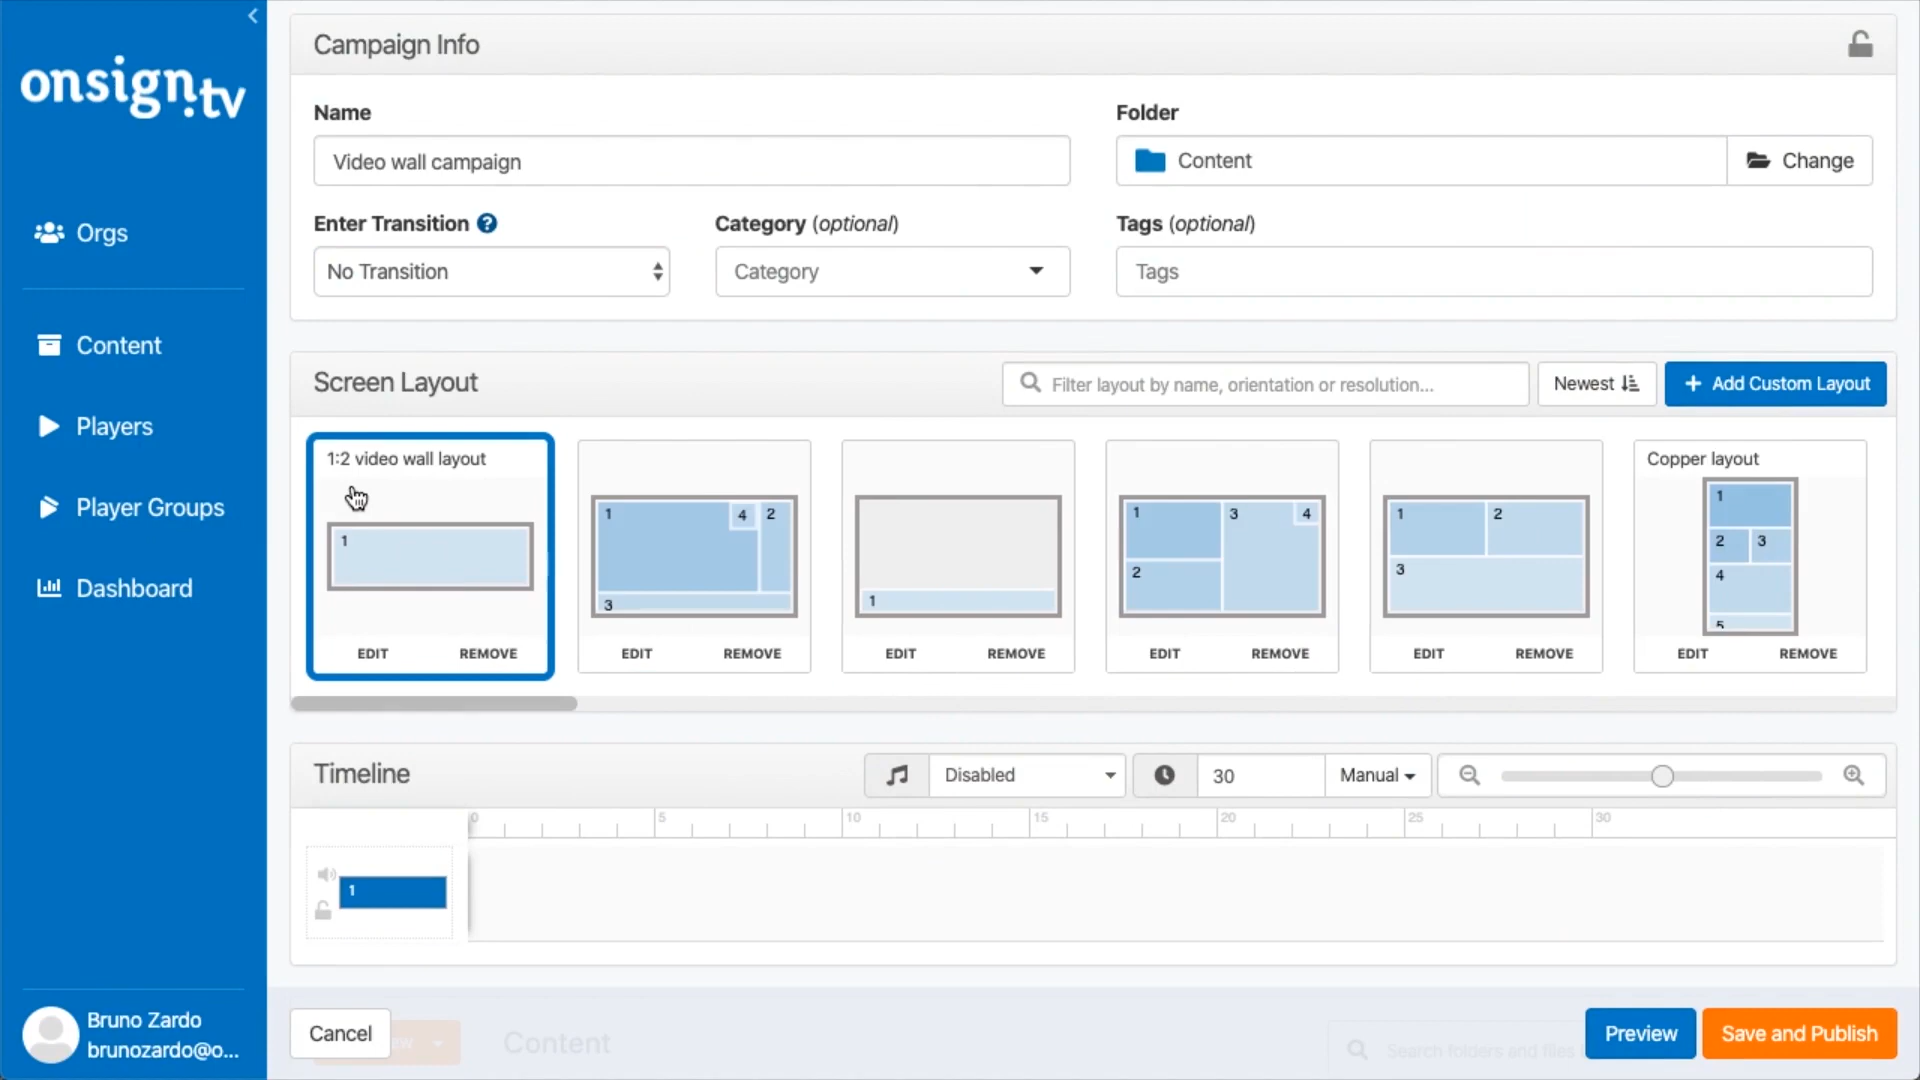 onsign.tv
Orgs
Content
Players
Player Groups
Dashboard
Bruno Zardo
brunozardo@o...
Campaign Info
Name
Folder
Video wall campaign
Content
Change
Enter Transition ?
Category (optional)
Tags (optional)
No Transition
Category
Tags
Screen Layout
Filter layout by name, orientation or resolution...
Newest
+ Add Custom Layout
1:2 video wall layout
1
EDIT REMOVE
1 4 2
3
EDIT REMOVE
1
EDIT REMOVE
1 3 4
2
EDIT REMOVE
1 2
3
EDIT REMOVE
Copper layout
1
2 3
4
5
EDIT REMOVE
Timeline
Disabled
30
Manual
0 5 10 15 20 25 30
1
Cancel
Content
Search folders and files
Preview
Save and Publish